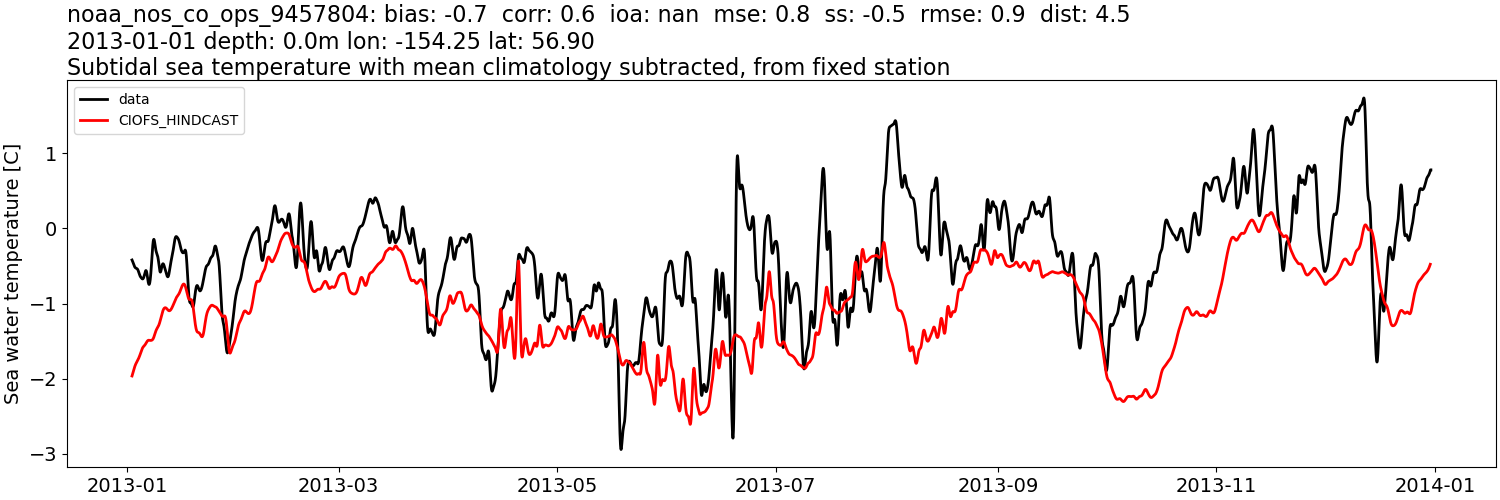 noaa_nos_co_ops_9457804: bias: -0.7  corr: 0.6  ioa: nan  mse: 0.8  ss: -0.5  rmse: 0.9  dist: 4.5
2013-01-01 depth: 0.0m lon: -154.25 lat: 56.90
Subtidal sea temperature with mean climatology subtracted, from fixed station
data
CIOFS_HINDCAST
Sea water temperature [C]
1
0
−1
−2
−3
2013-01
2013-03
2013-05
2013-07
2013-09
2013-11
2014-01